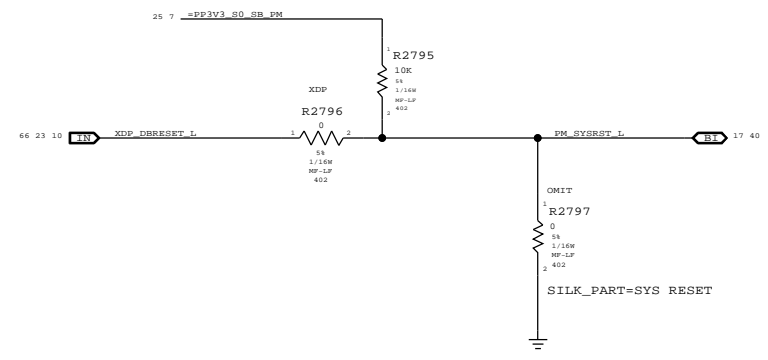 25 7 =PP3V3_S0_SB_PM
1
R2795
10K
5%
1/16W
MF-LF
402
2
XDP
R2796
0
66 23 10 IN XDP_DBRESET_L
1 2
5%
1/16W
MF-LF
402
PM_SYSRST_L BI 17 40
OMIT
1
R2797
0
5%
1/16W
MF-LF
402
2
SILK_PART=SYS RESET